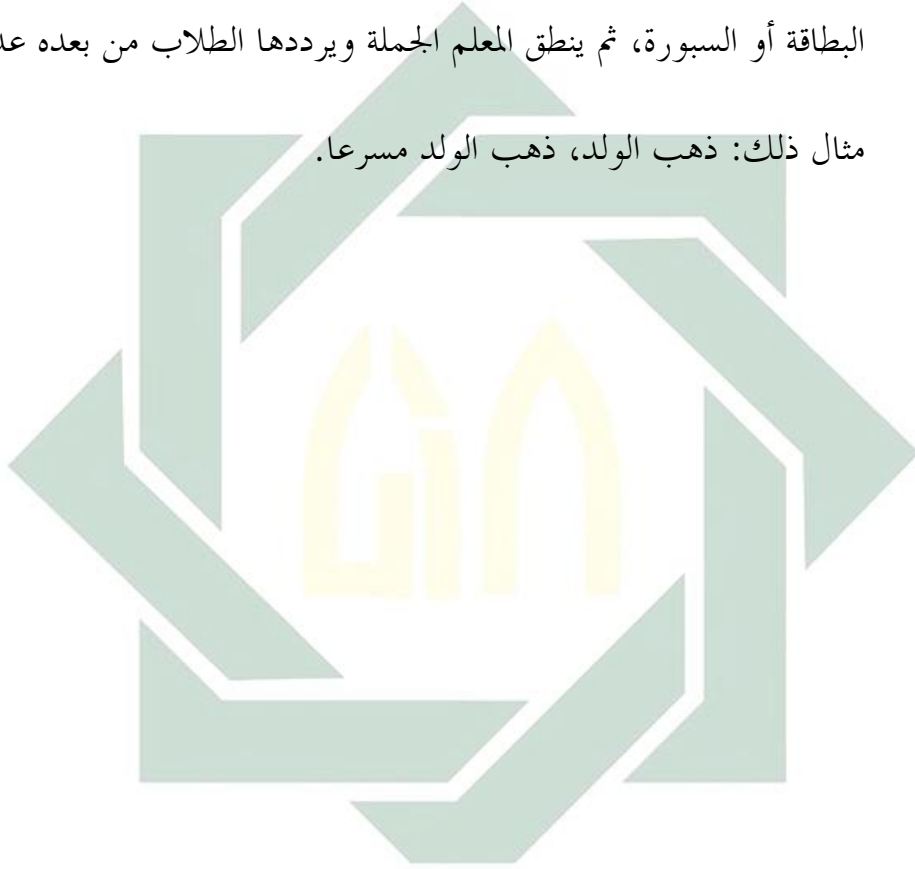 البطاقة أو السبورة، ثم ينطق المعلم الجملة ويرددها الطلاب من بعده
مثال ذلك: ذهب الولد، ذهب الولد مسرعا.